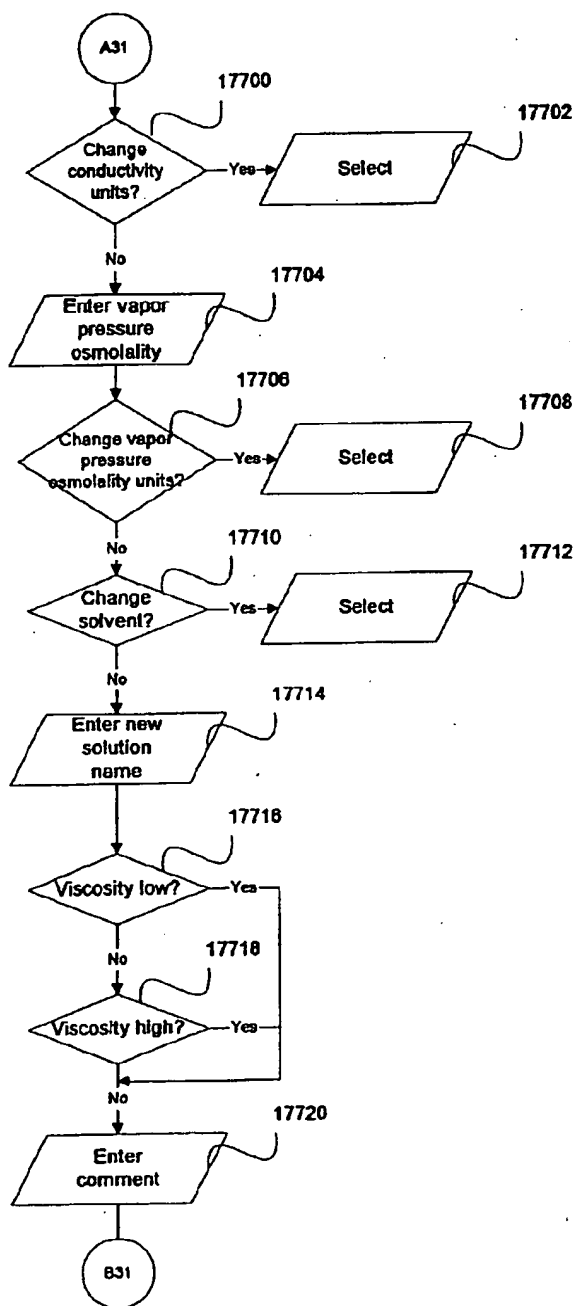 A31
17700
17702
Change
conductivity
units?
Yes
Select
No
17704
Enter vapor
pressure
osmolality
17706
17708
Change vapor
pressure
osmolality units?
Yes
Select
No
17710
17712
Change
solvent?
Yes
Select
No
17714
Enter new
solution
name
17716
Viscosity low?
Yes
No
17718
Viscosity high?
Yes
No
17720
Enter
comment
B31